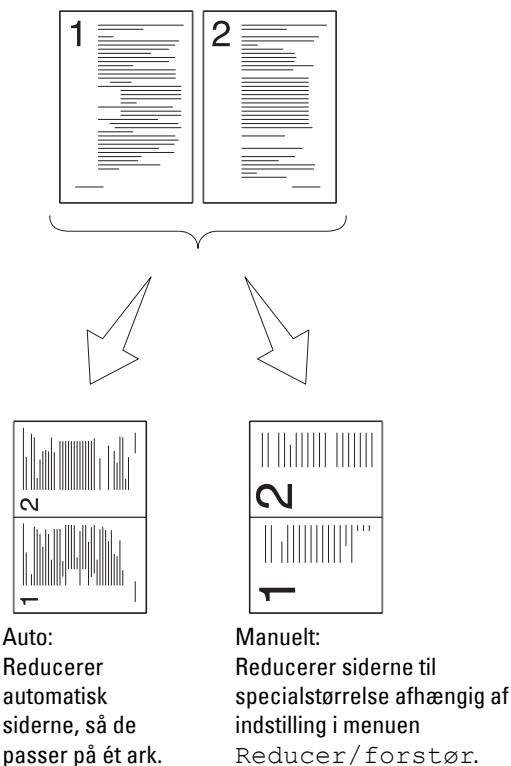 1
2
2
1
2
1
Auto:
Reducerer
automatisk
siderne, så de
passer på ét ark.
Manuelt:
Reducerer siderne til
specialstørrelse afhængig af
indstilling i menuen
Reducer/forstør.